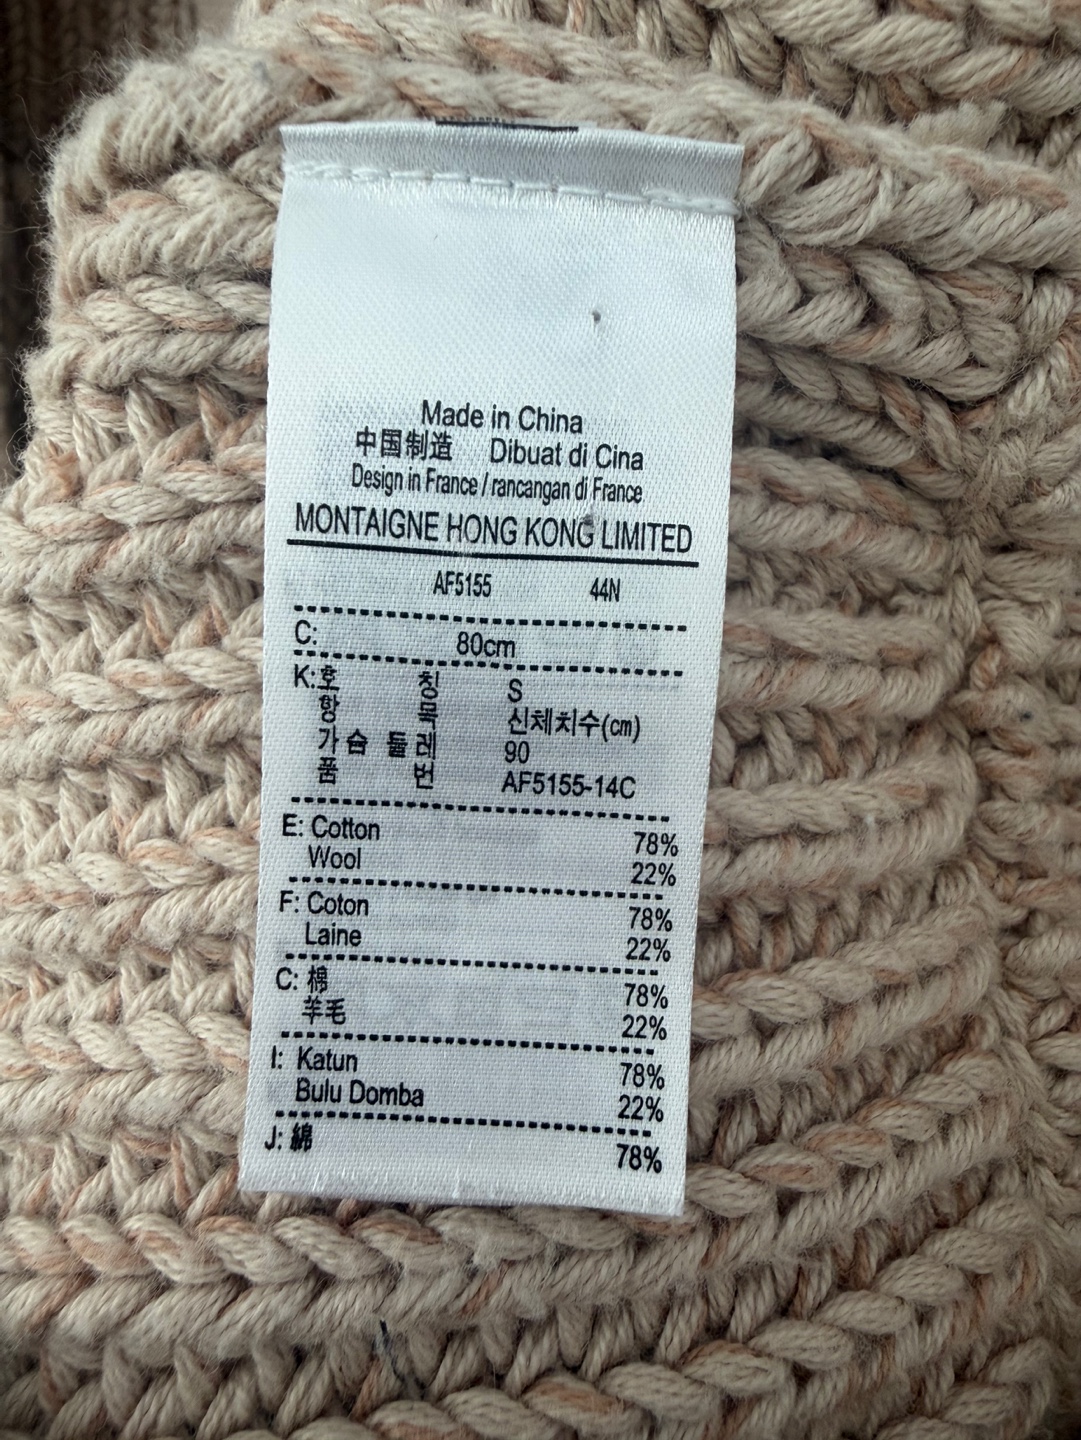 Made in China
中国制造 Dibuat di Cina
Design in France / rancangan di France
MONTAIGNE HONG KONG LIMITED
AF5155 44N
C: 80cm
K:호 칭 S
항 목 신체치수(cm)
가슴 둘레 90
품 번 AF5155-14C
E: Cotton 78%
Wool 22%
F: Coton 78%
Laine 22%
C: 棉 78%
羊毛 22%
I: Katun 78%
Bulu Domba 22%
J: 綿 78%